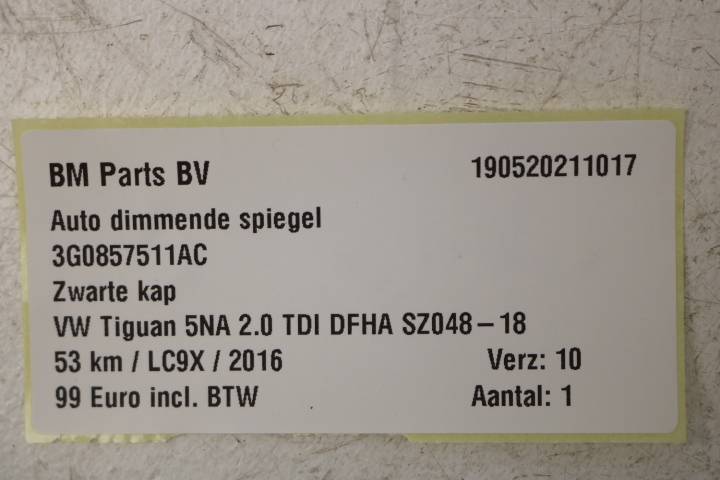 BM Parts BV 190520211017
Auto dimmende spiegel
3G0857511AC
Zwarte kap
VW Tiguan 5NA 2.0 TDI DFHA SZ048-18
53 km / LC9X / 2016 Verz: 10
99 Euro incl. BTW Aantal: 1